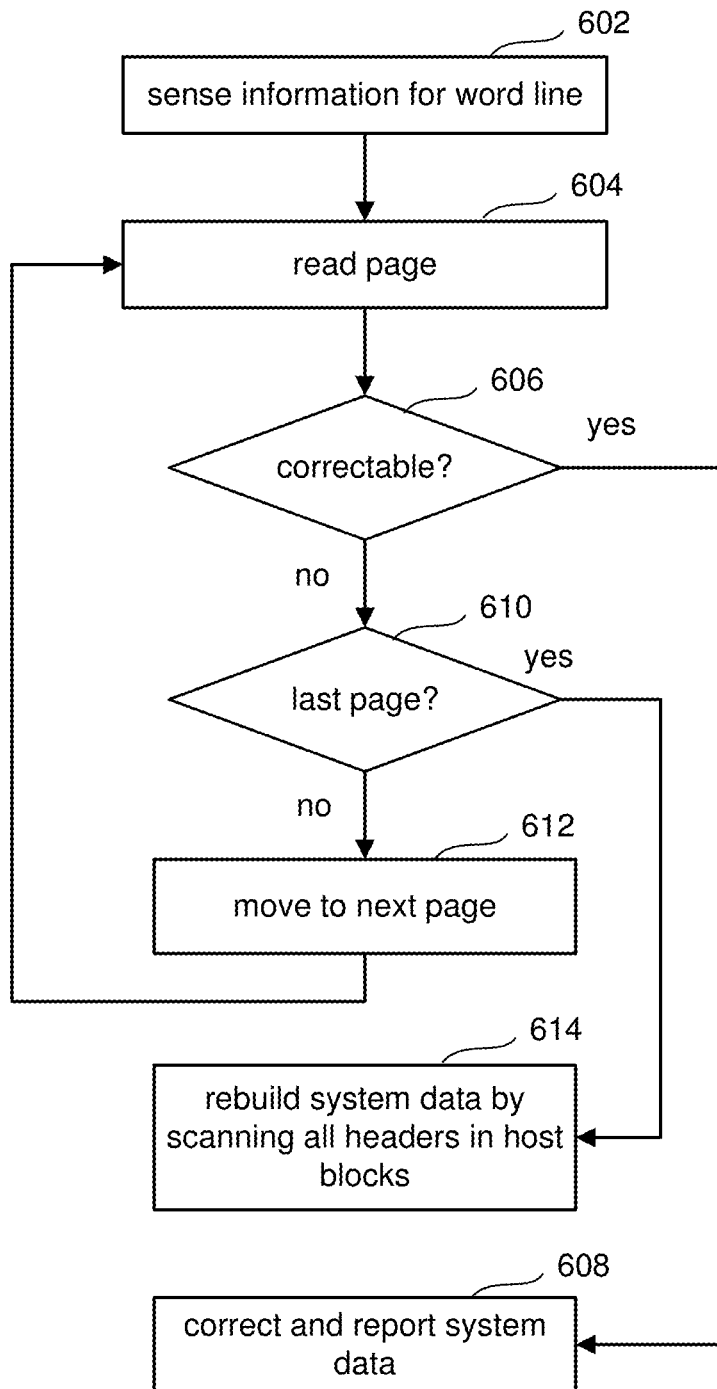 602
sense information for word line
604
read page
606
yes
correctable?
no
610
yes
last page?
no
612
move to next page
614
rebuild system data by
scanning all headers in host
blocks
608
correct and report system
data